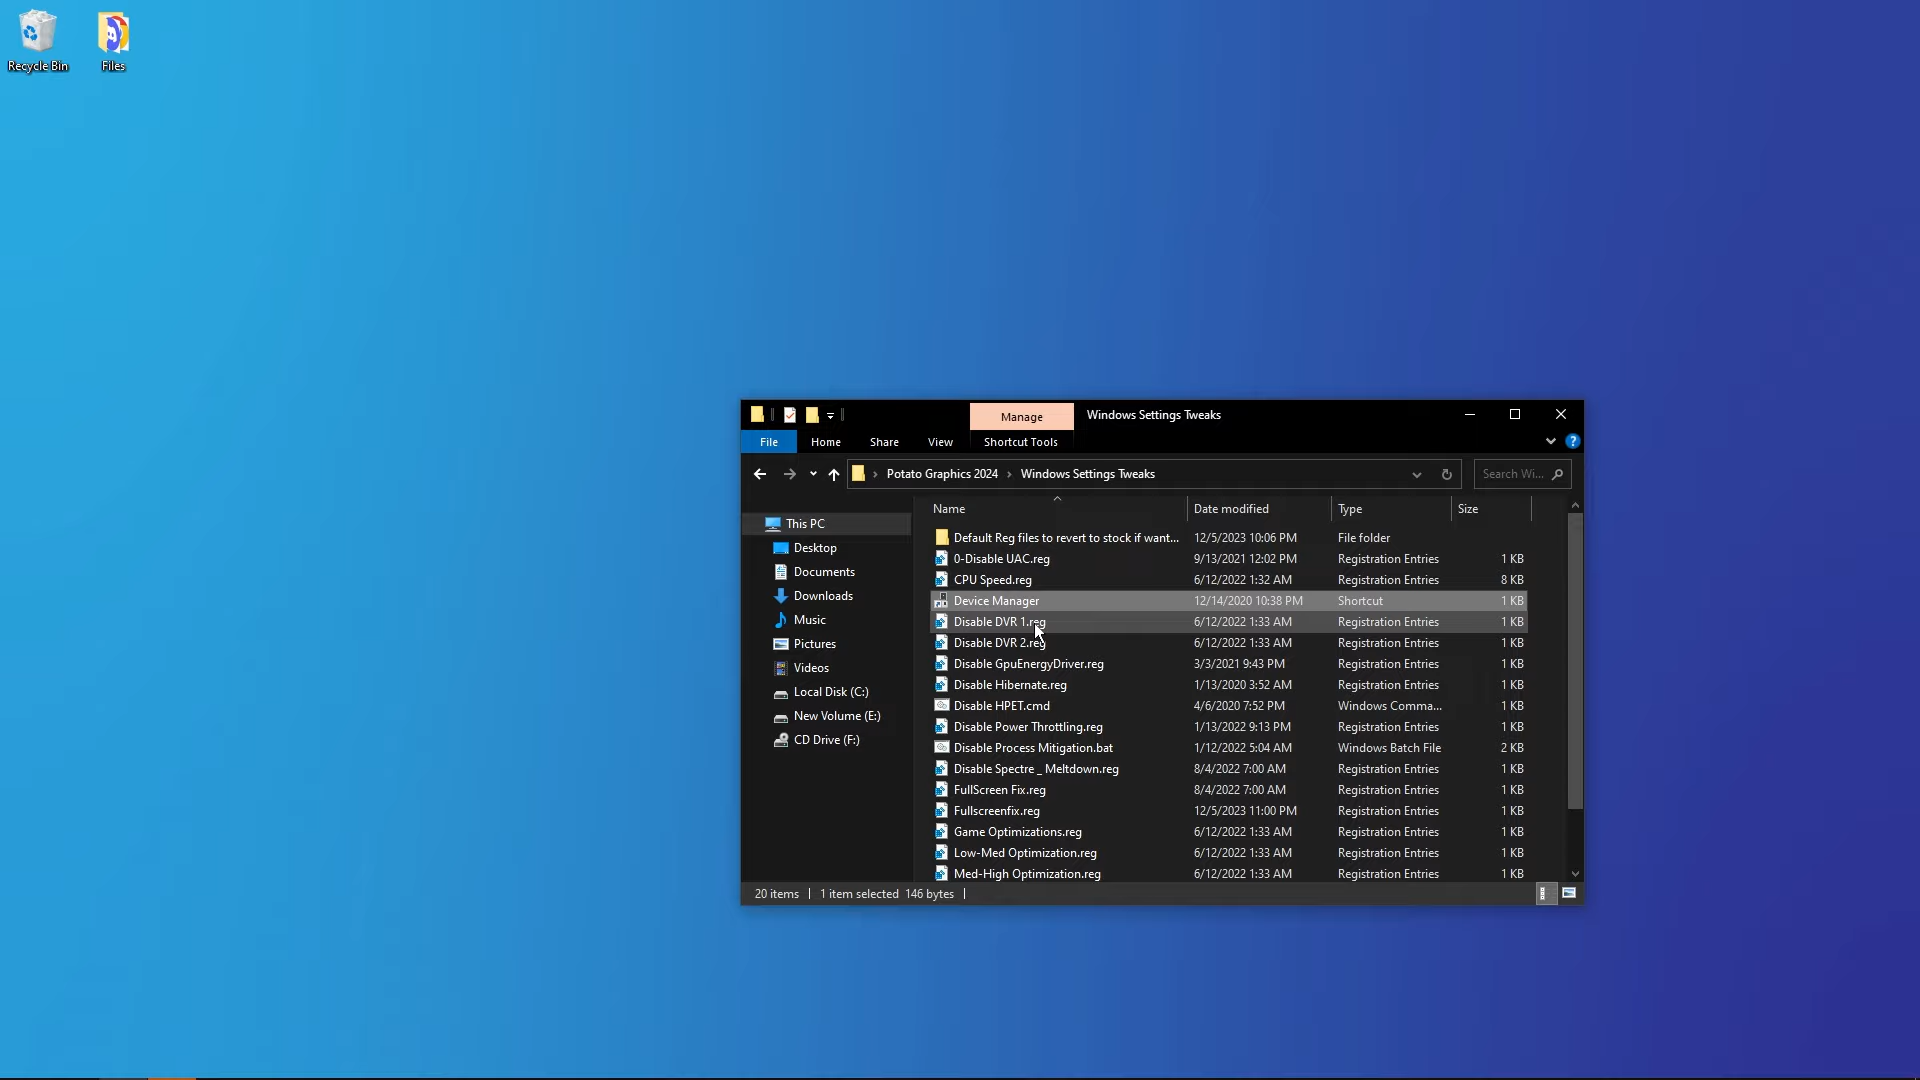 Recycle Bin
Files
Manage
Windows Settings Tweaks
File
Home
Share
View
Shortcut Tools
Potato Graphics 2024 › Windows Settings Tweaks
Search Wi...
Name
Date modified
Type
Size
This PC
Desktop
Documents
Downloads
Music
Pictures
Videos
Local Disk (C:)
New Volume (E:)
CD Drive (F:)
Default Reg files to revert to stock if want... 12/5/2023 10:06 PM File folder
0-Disable UAC.reg 9/13/2021 12:02 PM Registration Entries 1 KB
CPU Speed.reg 6/12/2022 1:32 AM Registration Entries 8 KB
Device Manager 12/14/2020 10:38 PM Shortcut 1 KB
Disable DVR 1.reg 6/12/2022 1:33 AM Registration Entries 1 KB
Disable DVR 2.reg 6/12/2022 1:33 AM Registration Entries 1 KB
Disable GpuEnergyDriver.reg 3/3/2021 9:43 PM Registration Entries 1 KB
Disable Hibernate.reg 1/13/2020 3:52 AM Registration Entries 1 KB
Disable HPET.cmd 4/6/2020 7:52 PM Windows Comma... 1 KB
Disable Power Throttling.reg 1/13/2022 9:13 PM Registration Entries 1 KB
Disable Process Mitigation.bat 1/12/2022 5:04 AM Windows Batch File 2 KB
Disable Spectre _ Meltdown.reg 8/4/2022 7:00 AM Registration Entries 1 KB
FullScreen Fix.reg 8/4/2022 7:00 AM Registration Entries 1 KB
Fullscreenfix.reg 12/5/2023 11:00 PM Registration Entries 1 KB
Game Optimizations.reg 6/12/2022 1:33 AM Registration Entries 1 KB
Low-Med Optimization.reg 6/12/2022 1:33 AM Registration Entries 1 KB
Med-High Optimization.reg 6/12/2022 1:33 AM Registration Entries 1 KB
20 items | 1 item selected 146 bytes |